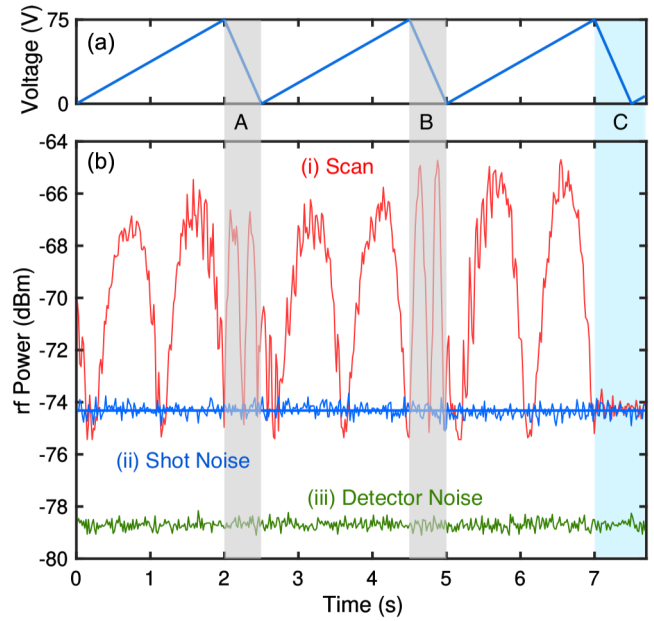 75
(a)
Voltage (V)
0
A
B
C
-64
(b)
(i) Scan
-66
-68
-70
rf Power (dBm)
-72
-74
(ii) Shot Noise
-76
(iii) Detector Noise
-78
-80
0 1 2 3 4 5 6 7
Time (s)